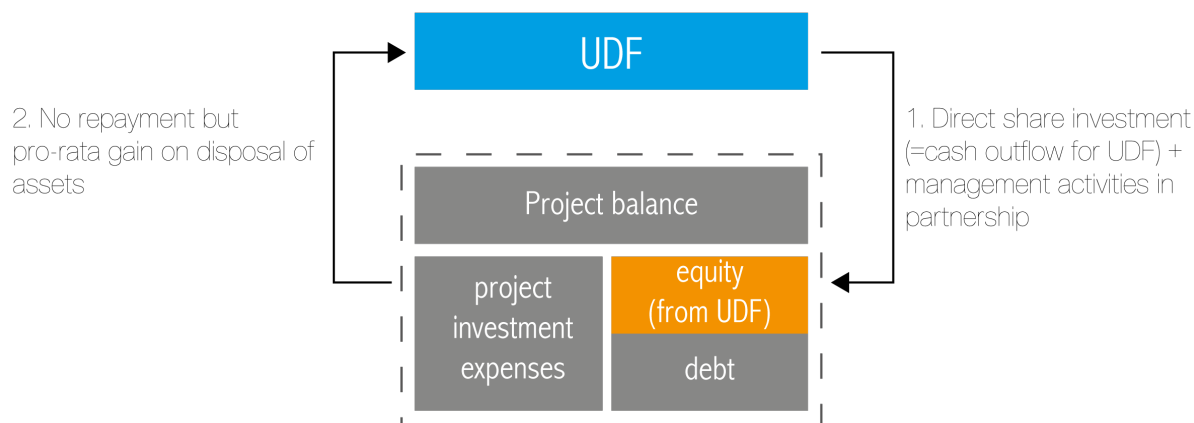 UDF
2. No repayment but
pro-rata gain on disposal of
assets
1. Direct share investment
(=cash outflow for UDF) +
management activities in
partnership
Project balance
project
investment
expenses
equity
(from UDF)
debt